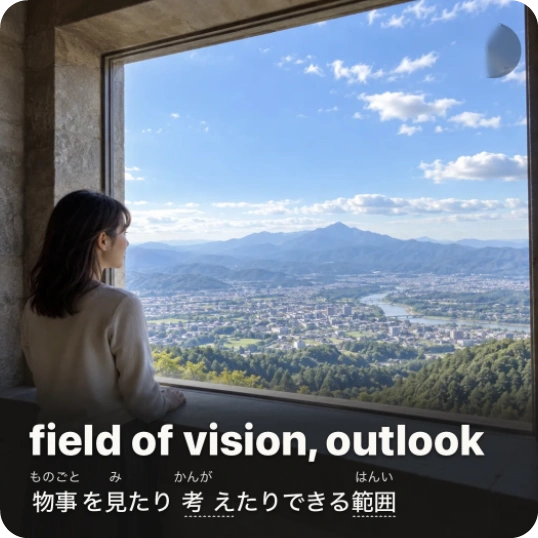 field of vision, outlook
ものごと み かんが はんい
物事を見たり考えたりできる範囲